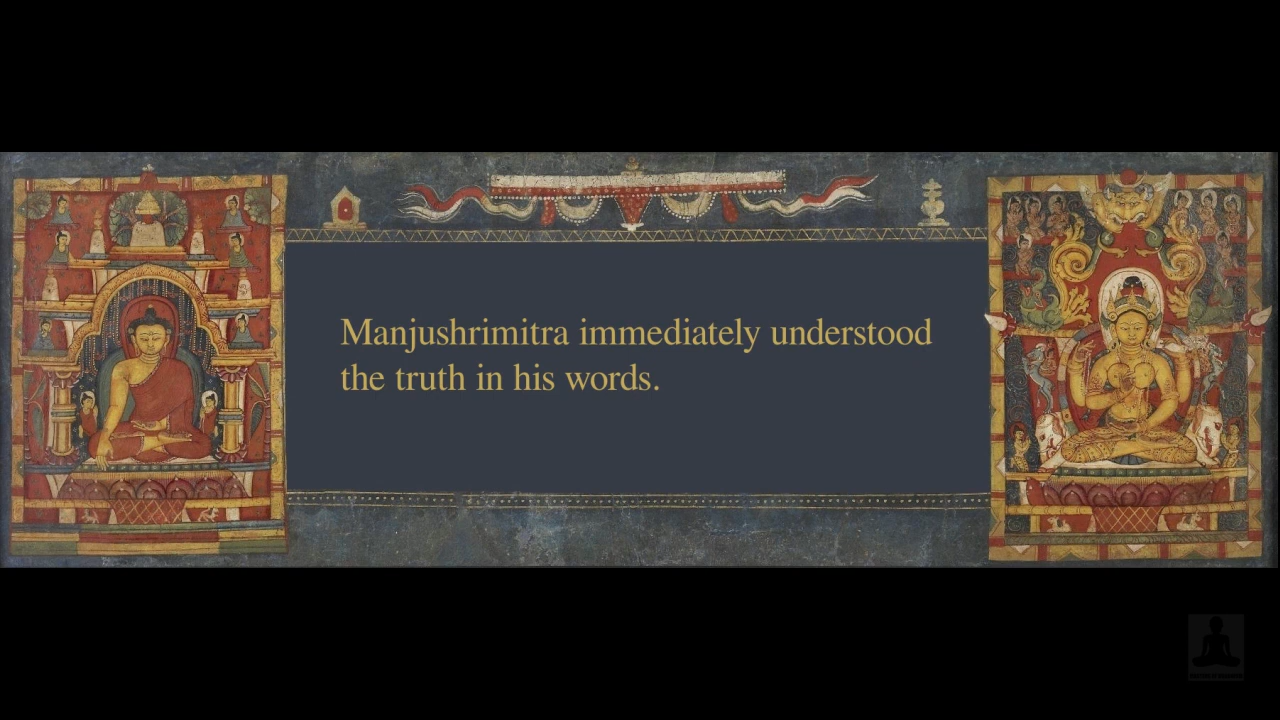 Manjushrimitra immediately understood
the truth in his words.